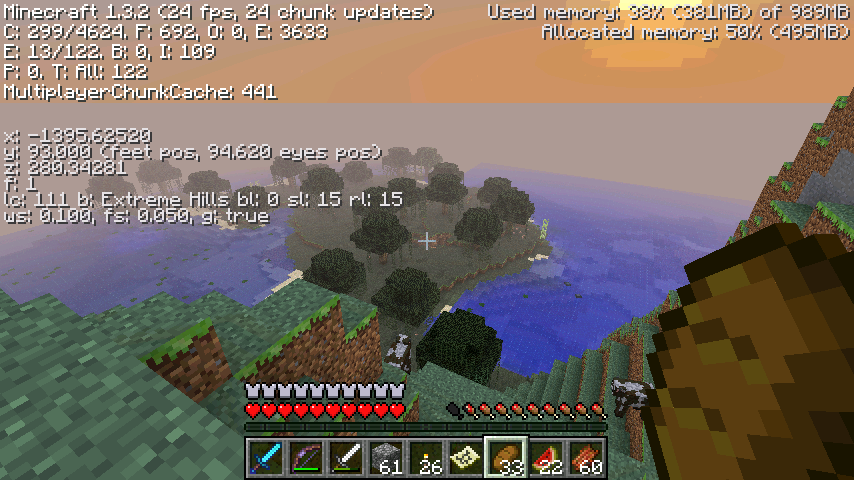 Minecraft 1.3.2 (24 fps, 24 chunk updates)
Used memory: 38% (381MB) of 989MB
C: 299/4624, F: 692, O: 0, E: 3633
Allocated memory: 50% (495MB)
E: 13/122, B: 0, I: 109
P: 0, T: All: 122
MultiplayerChunkCache: 441
x: -1395.62520
y: 93.000 (feet pos, 94.620 eyes pos)
z: 280.34281
f: 1
lc: 111 b: Extreme Hills bl: 0 sl: 15 rl: 15
ws: 0.100, fs: 0.050, g: true
61 26 33 22 60